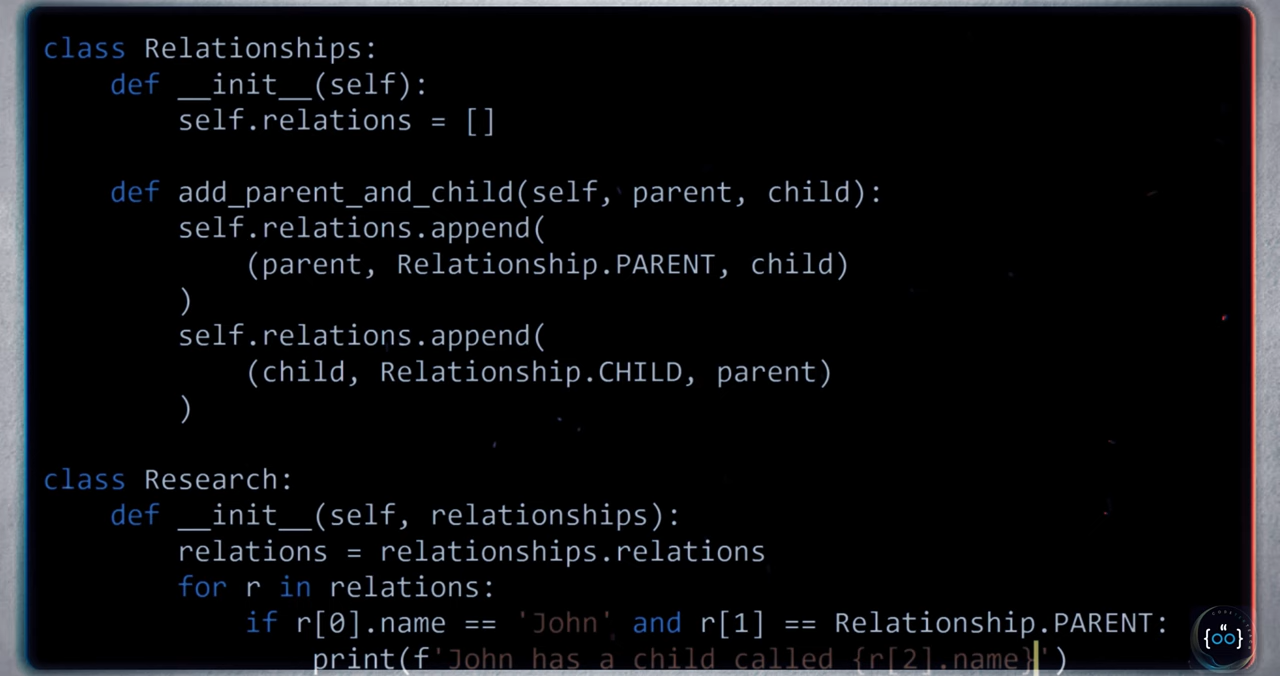 class Relationships:
    def __init__(self):
        self.relations = []
    def add_parent_and_child(self, parent, child):
        self.relations.append(
            (parent, Relationship.PARENT, child)
        )
        self.relations.append(
            (child, Relationship.CHILD, parent)
        )
class Research:
    def __init__(self, relationships):
        relations = relationships.relations
        for r in relations:
            if r[0].name == 'John' and r[1] == Relationship.PARENT:
                print(f'John has a child called {r[2].name}')